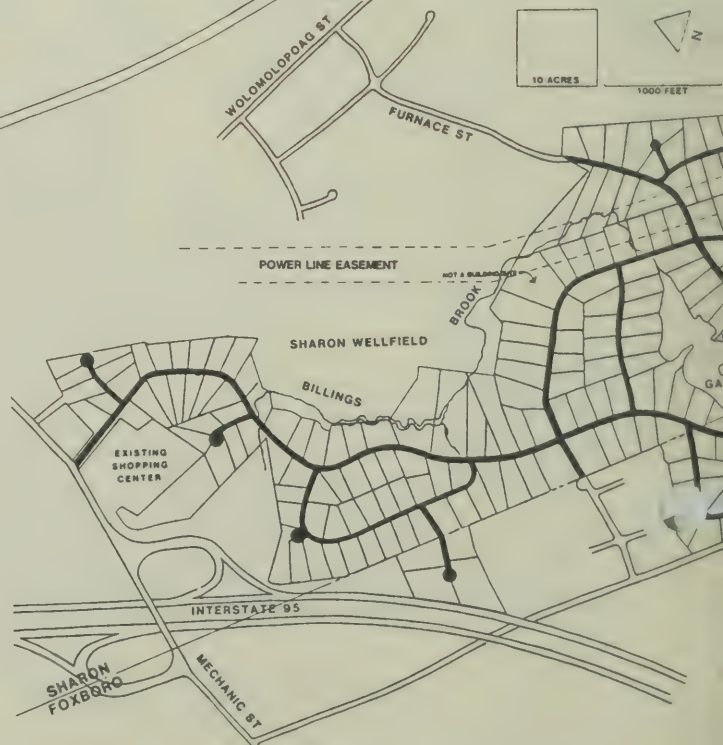 WOLOMOLOPOAG ST
10 ACRES
N
1000 FEET
FURNACE ST
POWER LINE EASEMENT
NOT A BUILDING SITE
BROOK
SHARON WELLFIELD
BILLINGS
GA
EXISTING
SHOPPING
CENTER
INTERSTATE 95
SHARON
FOXBORO
MECHANIC ST